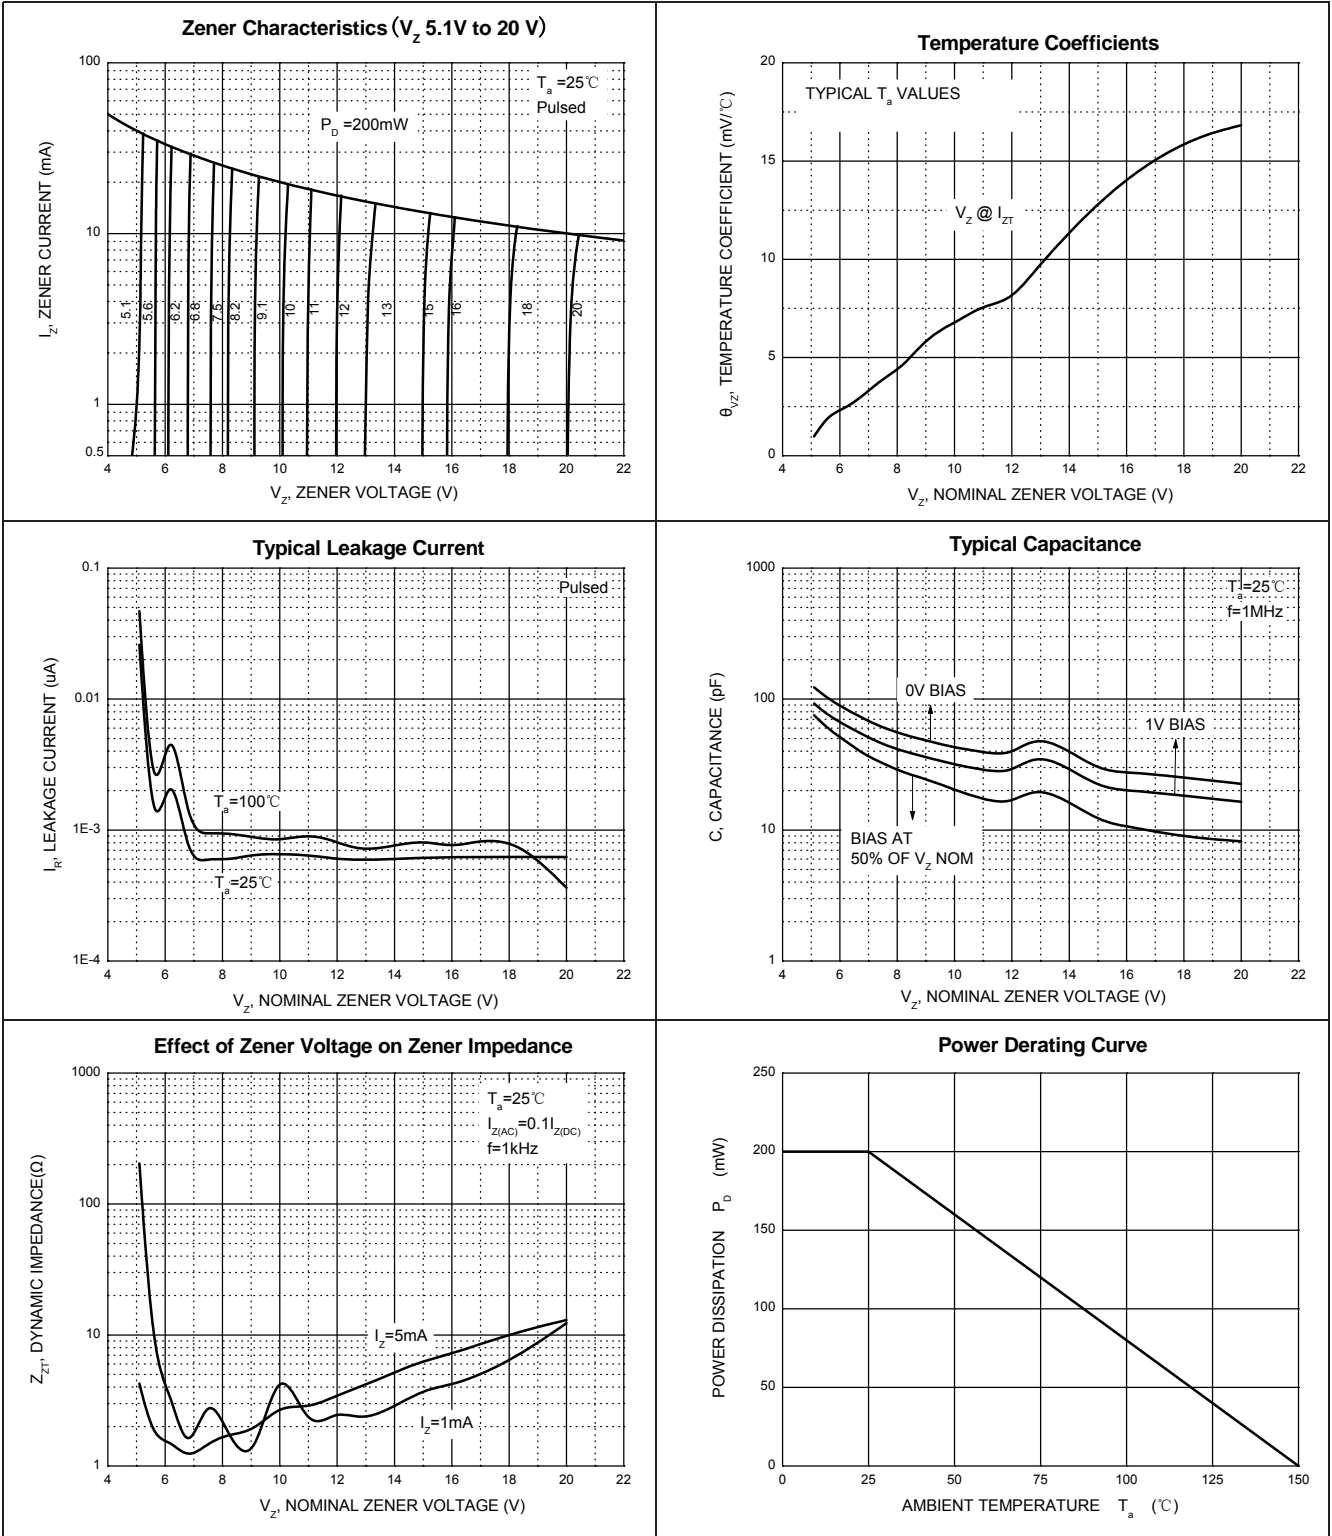 Zener Characteristics (VZ 5.1V to 20 V)
100
10
1
0.5
IZ, ZENER CURRENT (mA)
Ta =25℃
Pulsed
PD =200mW
5.1
5.6
6.2
6.8
7.5
8.2
9.1
10
11
12
13
15
16
18
20
4 6 8 10 12 14 16 18 20 22
VZ, ZENER VOLTAGE (V)
Temperature Coefficients
20
15
10
5
0
θVZ, TEMPERATURE COEFFICIENT (mV/℃)
TYPICAL Ta VALUES
VZ @ IZT
4 6 8 10 12 14 16 18 20 22
VZ, NOMINAL ZENER VOLTAGE (V)
Typical Leakage Current
0.1
0.01
1E-3
1E-4
IR, LEAKAGE CURRENT (uA)
Pulsed
Ta=100℃
Ta=25℃
4 6 8 10 12 14 16 18 20 22
VZ, NOMINAL ZENER VOLTAGE (V)
Typical Capacitance
1000
100
10
1
C, CAPACITANCE (pF)
Ta=25℃
f=1MHz
0V BIAS
1V BIAS
BIAS AT
50% OF VZ NOM
4 6 8 10 12 14 16 18 20 22
VZ, NOMINAL ZENER VOLTAGE (V)
Effect of Zener Voltage on Zener Impedance
1000
100
10
1
ZZT, DYNAMIC IMPEDANCE(Ω)
Ta=25℃
IZ(AC)=0.1IZ(DC)
f=1kHz
IZ=5mA
IZ=1mA
4 6 8 10 12 14 16 18 20 22
VZ, NOMINAL ZENER VOLTAGE (V)
Power Derating Curve
250
200
150
100
50
0
POWER DISSIPATION PD (mW)
0 25 50 75 100 125 150
AMBIENT TEMPERATURE Ta (℃)